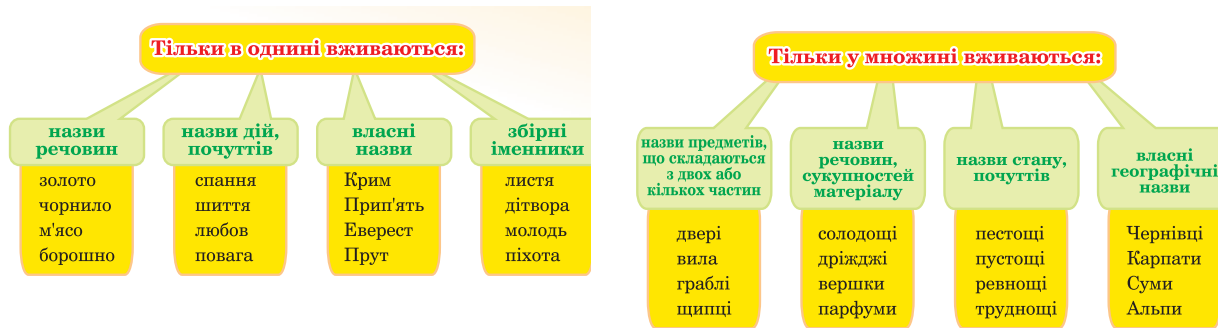 Тільки в однині вживаються:
назви
речовин
золото
чорнило
м'ясо
борошно
назви дій,
почуттів
спання
шиття
любов
повага
власні
назви
Крим
Прип'ять
Еверест
Прут
збірні
іменники
листя
дітвора
молодь
піхота
Тільки у множині вживаються:
назви предметів,
що складаються
з двох або
кількох частин
двері
вила
граблі
щипці
назви
речовин,
сукупностей
матеріалу
солодощі
дріжджі
вершки
парфуми
назви стану,
почуттів
пестощі
пустощі
ревнощі
труднощі
власні
географічні
назви
Чернівці
Карпати
Суми
Альпи